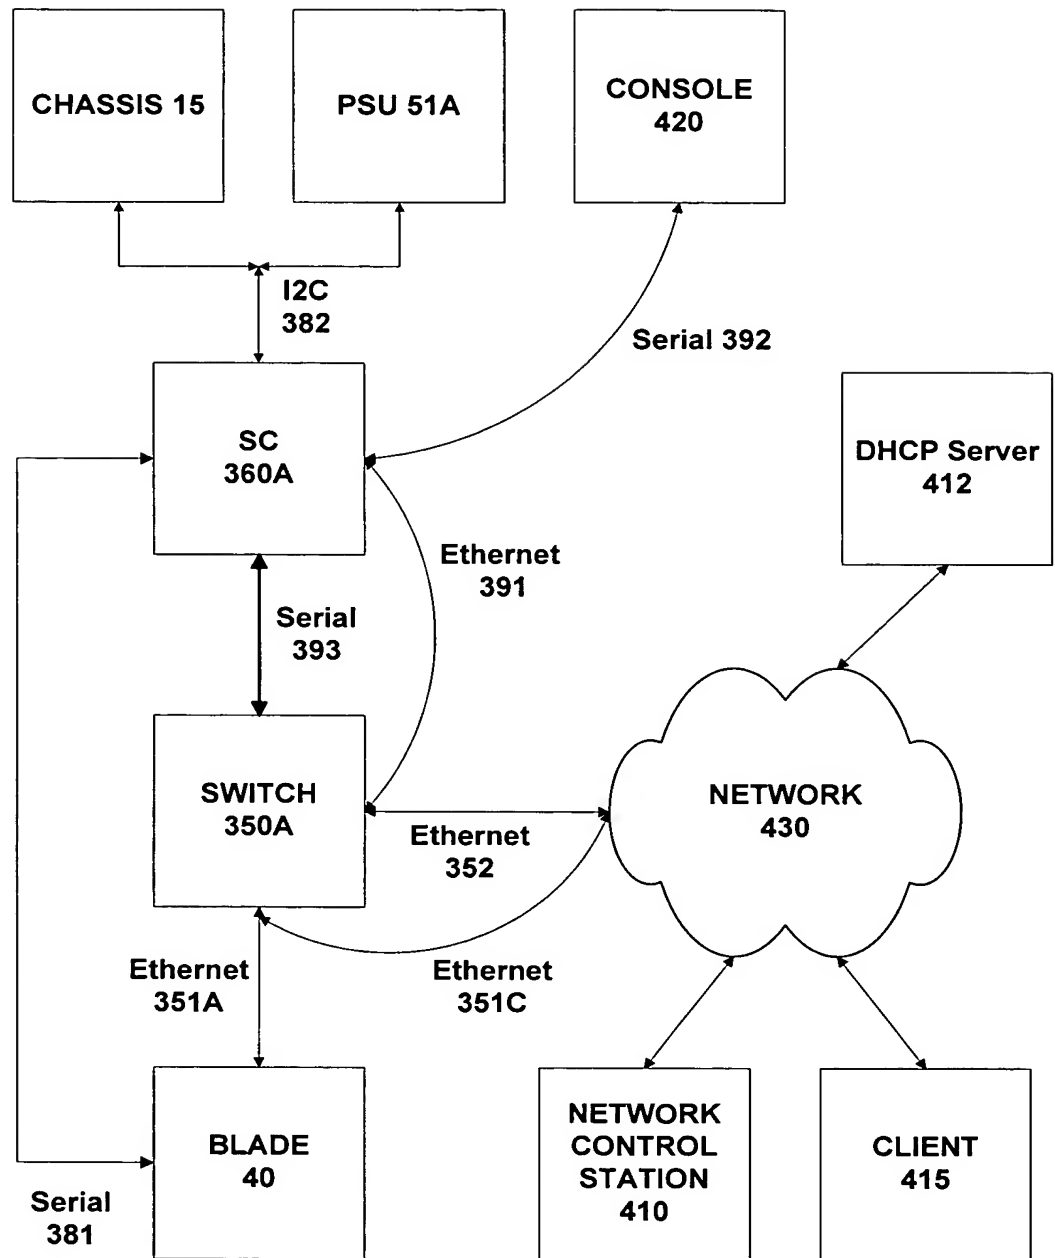 CHASSIS 15
PSU 51A
CONSOLE
420
I2C
382
Serial 392
SC
360A
DHCP Server
412
Ethernet
391
Serial
393
SWITCH
350A
NETWORK
430
Ethernet
352
Ethernet
351A
Ethernet
351C
BLADE
40
NETWORK
CONTROL
STATION
410
CLIENT
415
Serial
381